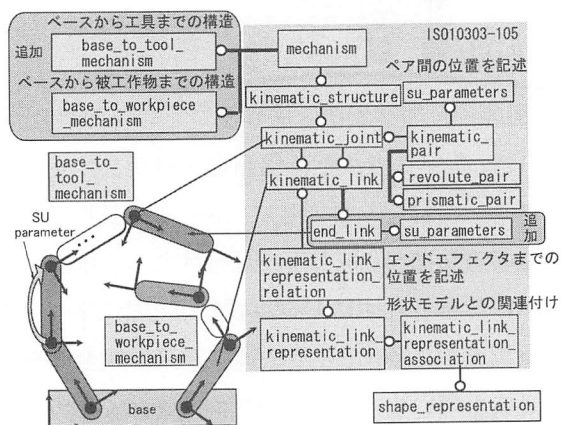 ベースから工具までの構造
追加
base_to_tool_
mechanism
ベースから被工作物までの構造
base_to_workpiece
_mechanism
ISO10303-105
mechanism
ペア間の位置を記述
kinematic_structure
su_parameters
kinematic_joint
kinematic_
pair
kinematic_link
revolute_pair
prismatic_pair
end_link
su_parameters
追加
kinematic_link_
representation_
relation
エンドエフェクタまでの
位置を記述
形状モデルとの関連付け
kinematic_link_
representation
kinematic_link_
representation_
association
shape_representation
base_to_
tool_
mechanism
SU
parameter
base_to_
workpiece_
mechanism
base